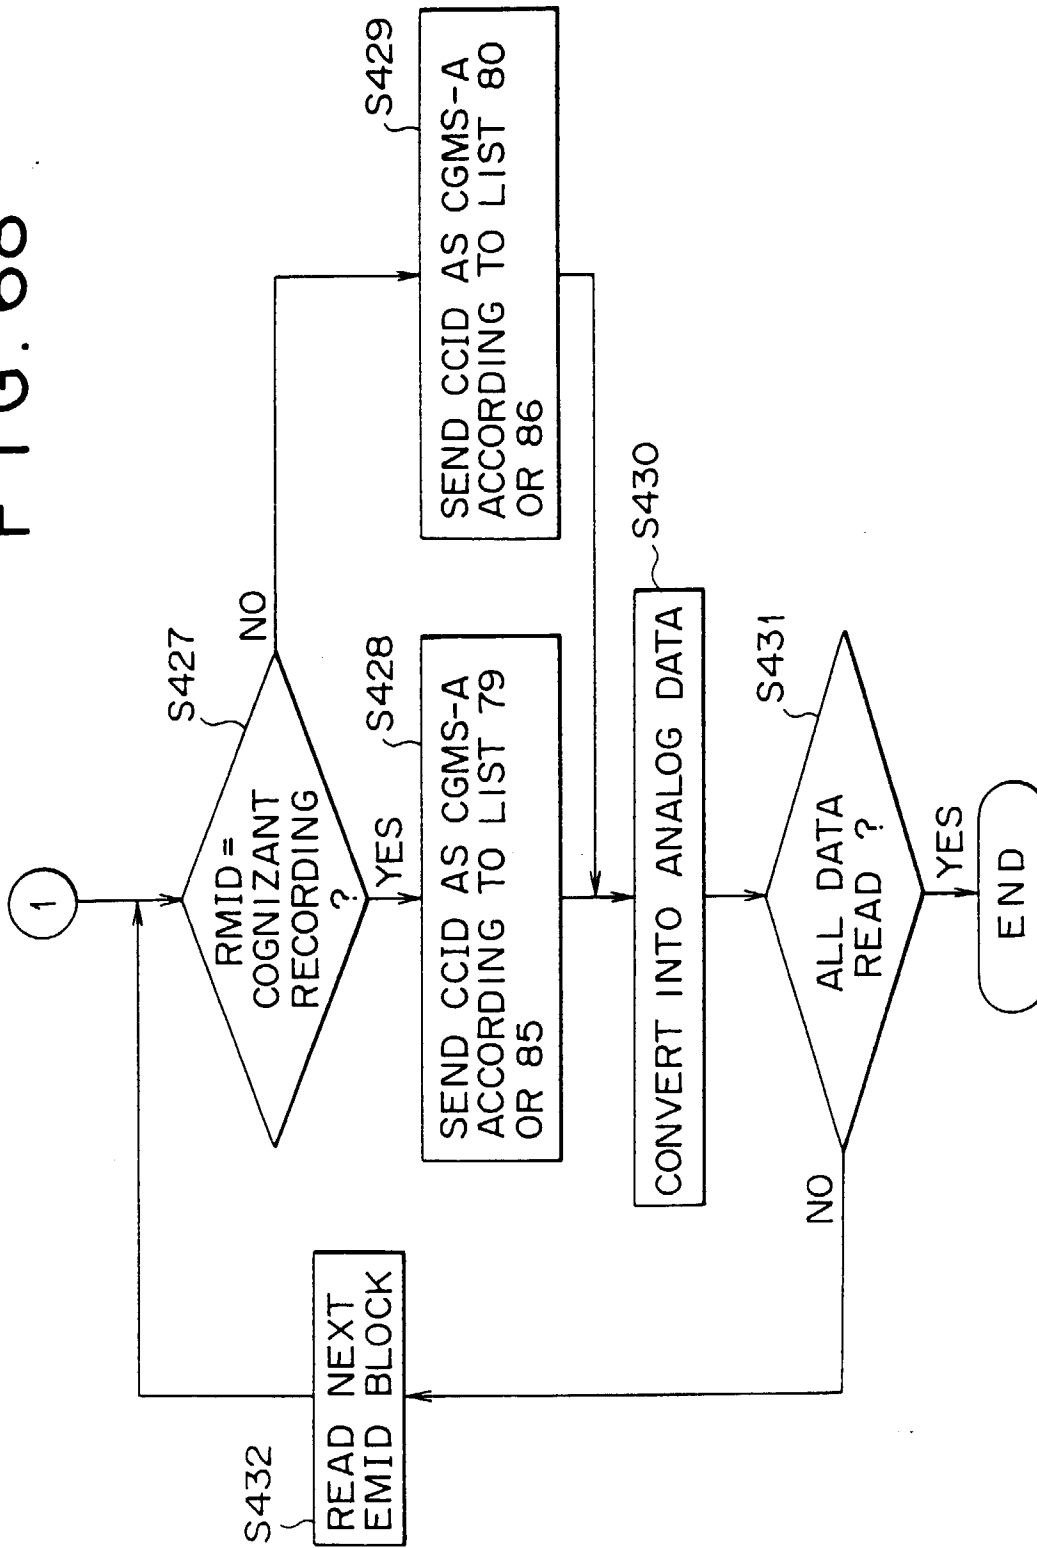 FIG. 68
1
S427
RMID =
COGNIZANT
RECORDING
?
NO
YES
S428
SEND CCID AS CGMS-A
ACCORDING TO LIST 79
OR 85
S429
SEND CCID AS CGMS-A
ACCORDING TO LIST 80
OR 86
S430
CONVERT INTO ANALOG DATA
S431
ALL DATA
READ ?
NO
YES
S432
READ NEXT
EMID BLOCK
END